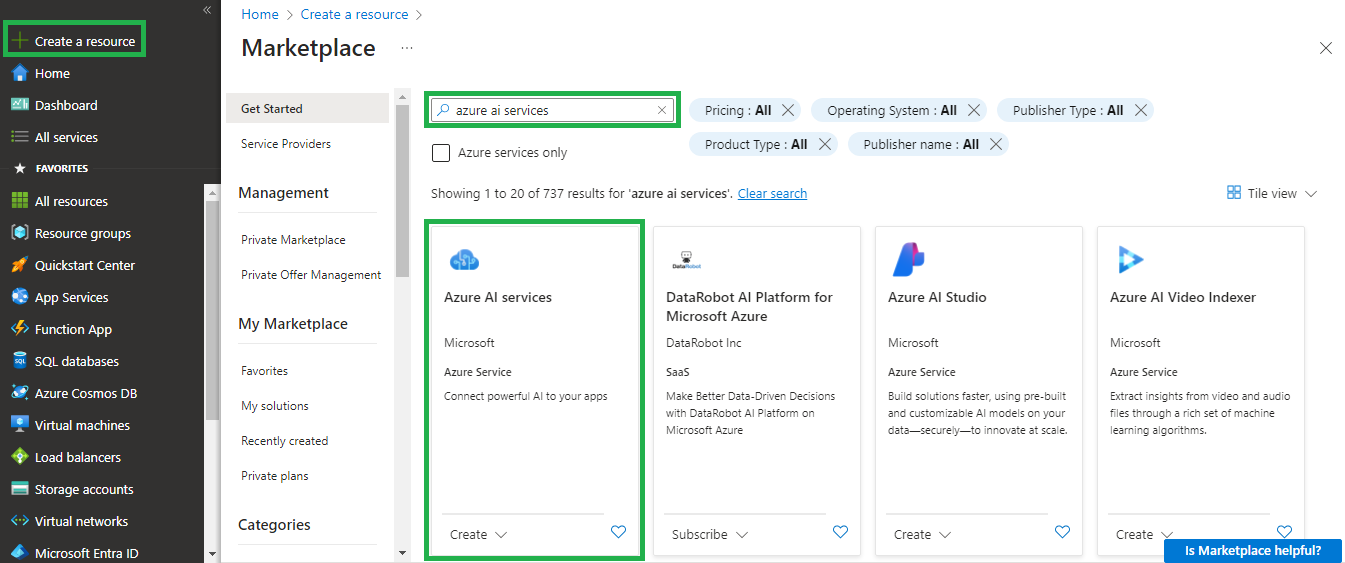 «
Create a resource
Home
Dashboard
All services
FAVORITES
All resources
Resource groups
Quickstart Center
App Services
Function App
SQL databases
Azure Cosmos DB
Virtual machines
Load balancers
Storage accounts
Virtual networks
Microsoft Entra ID
Home > Create a resource >
Marketplace ...
Get Started
Service Providers
Management
Private Marketplace
Private Offer Management
My Marketplace
Favorites
My solutions
Recently created
Private plans
Categories
azure ai services
Pricing : All
Operating System : All
Publisher Type : All
Azure services only
Product Type : All
Publisher name : All
Showing 1 to 20 of 737 results for 'azure ai services'. Clear search
Tile view
Azure AI services
Microsoft
Azure Service
Connect powerful AI to your apps
Create
DataRobot
DataRobot AI Platform for
Microsoft Azure
DataRobot Inc
SaaS
Make Better Data-Driven Decisions
with DataRobot AI Platform on
Microsoft Azure
Subscribe
Azure AI Studio
Microsoft
Azure Service
Build solutions faster, using pre-built
and customizable AI models on your
data—securely—to innovate at scale.
Create
Azure AI Video Indexer
Microsoft
Azure Service
Extract insights from video and audio
files through a rich set of machine
learning algorithms.
Create
Is Marketplace helpful?